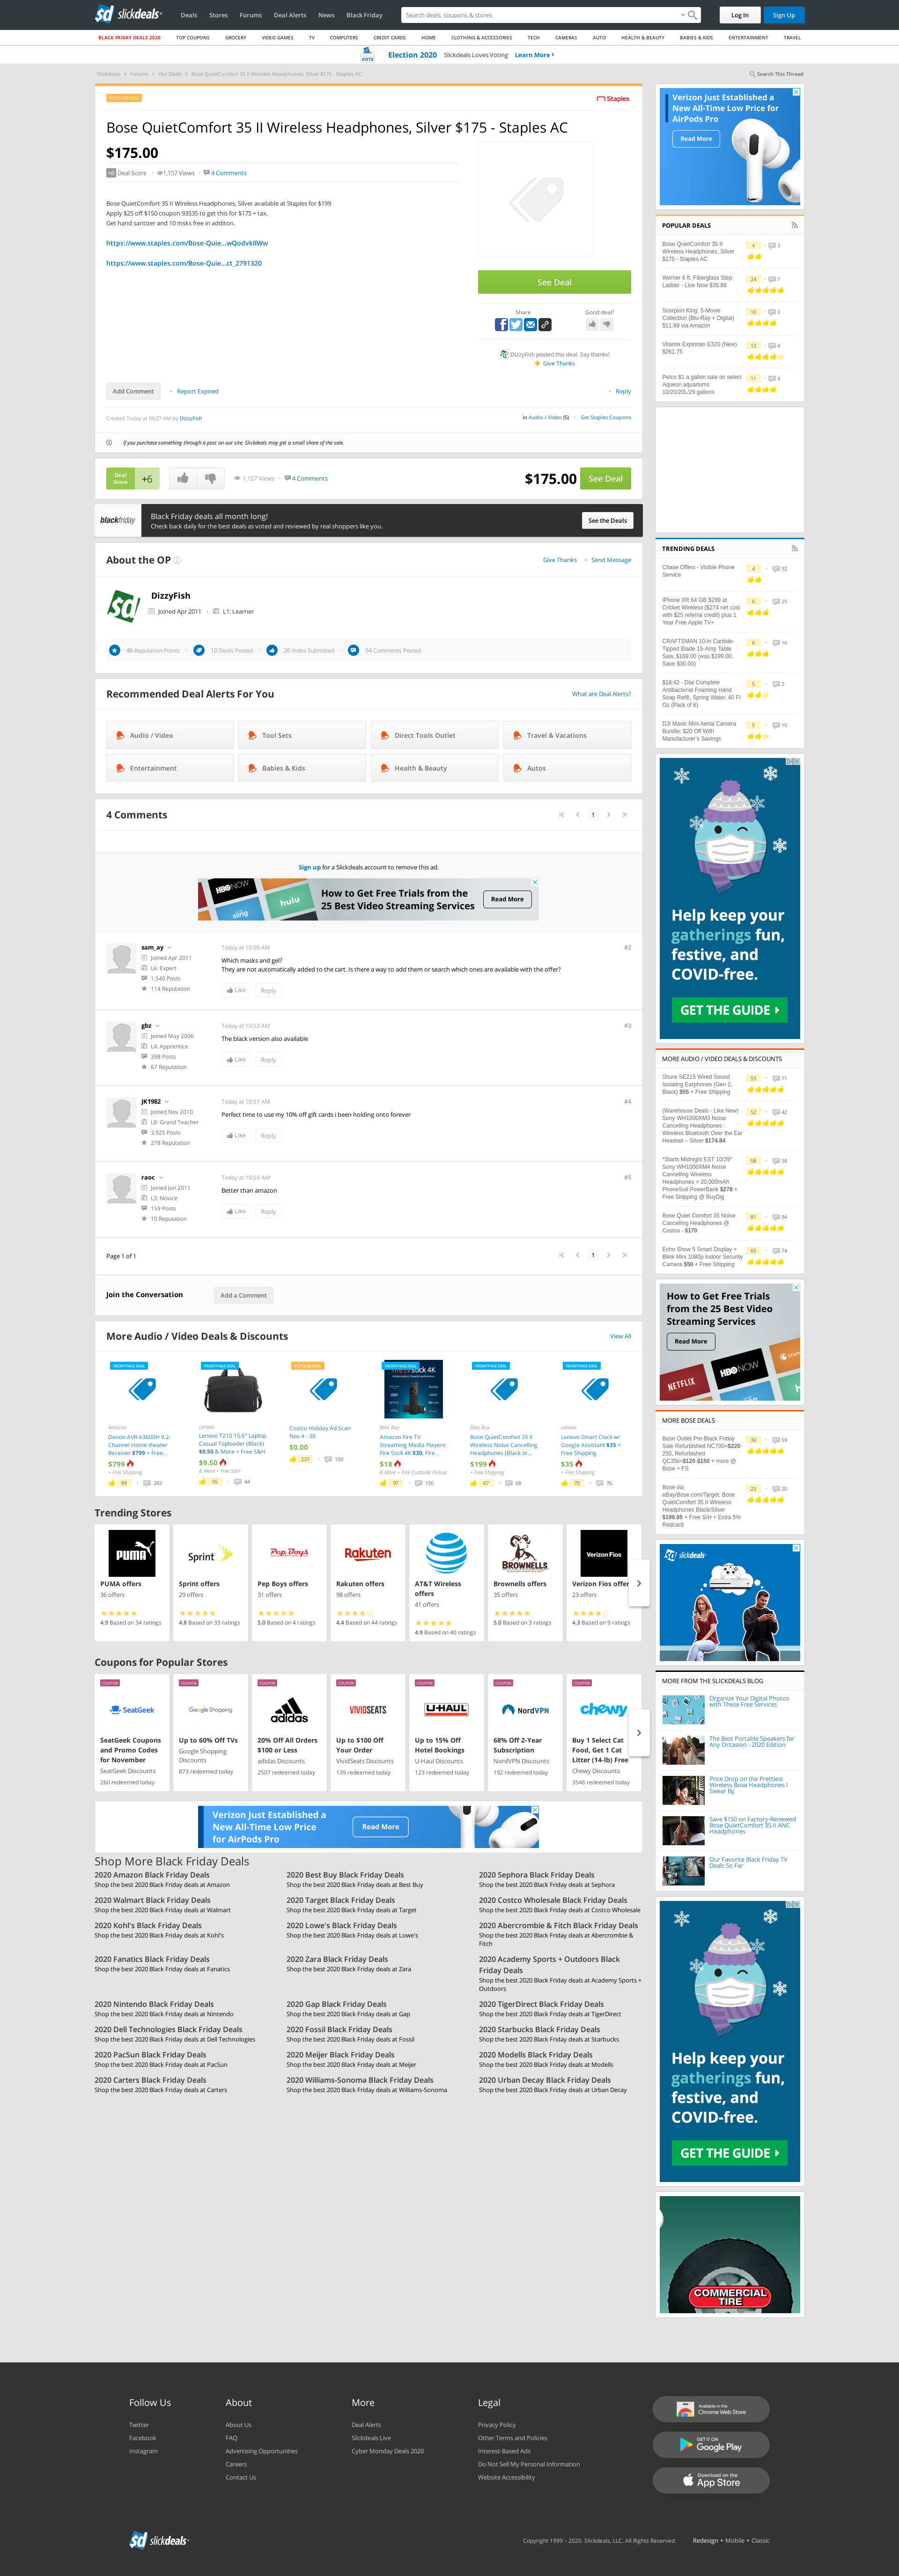 slickdeals
Deals
Stores
Forums
Deal Alerts
News
Black Friday
Search deals, coupons & stores
Log In
Sign Up
BLACK FRIDAY DEALS 2020
TOP COUPONS
GROCERY
VIDEO GAMES
TV
COMPUTERS
CREDIT CARDS
HOME
CLOTHING & ACCESSORIES
TECH
CAMERAS
AUTO
HEALTH & BEAUTY
BABIES & KIDS
ENTERTAINMENT
TRAVEL
VOTE
Election 2020
Slickdeals Loves Voting
Learn More
Slickdeals > Forums > Hot Deals > Bose QuietComfort 35 II Wireless Headphones, Silver $175 - Staples AC
Search This Thread
POPULAR DEAL
Staples
Bose QuietComfort 35 II Wireless Headphones, Silver $175 - Staples AC
$175.00
+6 Deal Score
1,157 Views
4 Comments
Bose QuietComfort 35 II Wireless Headphones, Silver available at Staples for $199
Apply $25 off $150 coupon 93535 to get this for $175 + tax.
Get hand santizer and 10 msks free in additon.
https://www.staples.com/Bose-Quie...wQodvkIIWw
https://www.staples.com/Bose-Quie...ct_2791320
See Deal
Share
Good deal?
DizzyFish posted this deal. Say thanks!
Give Thanks
Add Comment
Report Expired
Reply
Created Today at 09:27 AM by DizzyFish
in Audio / Video (5)
Get Staples Coupons
If you purchase something through a post on our site, Slickdeals may get a small share of the sale.
Deal Score
+6
1,157 Views
4 Comments
$175.00
See Deal
blackfriday
Black Friday deals all month long!
Check back daily for the best deals as voted and reviewed by real shoppers like you.
See the Deals
About the OP
Give Thanks
Send Message
DizzyFish
Joined Apr 2011
L1: Learner
46 Reputation Points
10 Deals Posted
26 Votes Submitted
54 Comments Posted
Recommended Deal Alerts For You
What are Deal Alerts?
Audio / Video
Tool Sets
Direct Tools Outlet
Travel & Vacations
Entertainment
Babies & Kids
Health & Beauty
Autos
4 Comments
1
Sign up for a Slickdeals account to remove this ad.
HBO NOW
sling
hulu
How to Get Free Trials from the
25 Best Video Streaming Services
Read More
sam_ay
Joined Apr 2011
L6: Expert
1,540 Posts
114 Reputation
Today at 10:00 AM
#2
Which masks and gel?
They are not automatically added to the cart. Is there a way to add them or search which ones are available with the offer?
Like
Reply
gbz
Joined May 2006
L4: Apprentice
398 Posts
67 Reputation
Today at 10:53 AM
#3
The black version also available
Like
Reply
JK1982
Joined Nov 2010
L8: Grand Teacher
3,925 Posts
278 Reputation
Today at 10:57 AM
#4
Perfect time to use my 10% off gift cards i been holding onto forever
Like
Reply
raoc
Joined Jun 2011
L3: Novice
159 Posts
10 Reputation
Today at 10:59 AM
#5
Better than amazon
Like
Reply
Page 1 of 1
1
Join the Conversation
Add a Comment
More Audio / Video Deals & Discounts
View All
FRONTPAGE DEAL
Amazon
Denon AVR-X3600H 9.2-
Channel Home theater
Receiver $799 + Free...
$799
+ Free Shipping
89
283
FRONTPAGE DEAL
Lenovo
Lenovo T210 15.6" Laptop
Casual Toploader (Black)
$9.50 & More + Free S&H
$9.50
& More + Free S&H
95
44
POPULAR DEAL
Costco Holiday Ad Scan
Nov 4 - 30
$0.00
237
150
FRONTPAGE DEAL
Best Buy
Amazon Fire TV
Streaming Media Players:
Fire Stick 4K $30, Fire...
$18
& More + Free Curbside Pickup
97
156
FRONTPAGE DEAL
Best Buy
Bose QuietComfort 35 II
Wireless Noise Cancelling
Headphones (Black or...
$199
+ Free Shipping
67
68
FRONTPAGE DEAL
Lenovo
Lenovo Smart Clock w/
Google Assistant $35 +
Free Shipping
$35
+ Free Shipping
70
76
Trending Stores
PUMA
PUMA offers
36 offers
4.9 Based on 34 ratings
Sprint
Sprint offers
29 offers
4.8 Based on 33 ratings
Pep Boys
Pep Boys offers
31 offers
5.0 Based on 4 ratings
Rakuten
Rakuten offers
98 offers
4.4 Based on 44 ratings
AT&T Wireless
offers
41 offers
4.9 Based on 40 ratings
BROWNELLS
Brownells offers
35 offers
5.0 Based on 3 ratings
Verizon Fios
Verizon Fios offers
23 offers
4.3 Based on 9 ratings
Coupons for Popular Stores
COUPON
SeatGeek
SeatGeek Coupons
and Promo Codes
for November
SeatGeek Discounts
260 redeemed today
COUPON
Google Shopping
Up to 60% Off TVs
Google Shopping
Discounts
873 redeemed today
COUPON
adidas
20% Off All Orders
$100 or Less
adidas Discounts
2507 redeemed today
COUPON
VIVID SEATS
Up to $100 Off
Your Order
VividSeats Discounts
139 redeemed today
COUPON
U-HAUL
Up to 15% Off
Hotel Bookings
U-Haul Discounts
123 redeemed today
COUPON
NordVPN
68% Off 2-Year
Subscription
NordVPN Discounts
192 redeemed today
COUPON
chewy
Buy 1 Select Cat
Food, Get 1 Cat
Litter (14-lb) Free
Chewy Discounts
3546 redeemed today
Verizon Just Established a
New All-Time Low Price
for AirPods Pro
Read More
Shop More Black Friday Deals
2020 Amazon Black Friday Deals
Shop the best 2020 Black Friday deals at Amazon
2020 Best Buy Black Friday Deals
Shop the best 2020 Black Friday deals at Best Buy
2020 Sephora Black Friday Deals
Shop the best 2020 Black Friday deals at Sephora
2020 Walmart Black Friday Deals
Shop the best 2020 Black Friday deals at Walmart
2020 Target Black Friday Deals
Shop the best 2020 Black Friday deals at Target
2020 Costco Wholesale Black Friday Deals
Shop the best 2020 Black Friday deals at Costco Wholesale
2020 Kohl's Black Friday Deals
Shop the best 2020 Black Friday deals at Kohl's
2020 Lowe's Black Friday Deals
Shop the best 2020 Black Friday deals at Lowe's
2020 Abercrombie & Fitch Black Friday Deals
Shop the best 2020 Black Friday deals at Abercrombie &
Fitch
2020 Fanatics Black Friday Deals
Shop the best 2020 Black Friday deals at Fanatics
2020 Zara Black Friday Deals
Shop the best 2020 Black Friday deals at Zara
2020 Academy Sports + Outdoors Black
Friday Deals
Shop the best 2020 Black Friday deals at Academy Sports +
Outdoors
2020 Nintendo Black Friday Deals
Shop the best 2020 Black Friday deals at Nintendo
2020 Gap Black Friday Deals
Shop the best 2020 Black Friday deals at Gap
2020 TigerDirect Black Friday Deals
Shop the best 2020 Black Friday deals at TigerDirect
2020 Dell Technologies Black Friday Deals
Shop the best 2020 Black Friday deals at Dell Technologies
2020 Fossil Black Friday Deals
Shop the best 2020 Black Friday deals at Fossil
2020 Starbucks Black Friday Deals
Shop the best 2020 Black Friday deals at Starbucks
2020 PacSun Black Friday Deals
Shop the best 2020 Black Friday deals at PacSun
2020 Meijer Black Friday Deals
Shop the best 2020 Black Friday deals at Meijer
2020 Modells Black Friday Deals
Shop the best 2020 Black Friday deals at Modells
2020 Carters Black Friday Deals
Shop the best 2020 Black Friday deals at Carters
2020 Williams-Sonoma Black Friday Deals
Shop the best 2020 Black Friday deals at Williams-Sonoma
2020 Urban Decay Black Friday Deals
Shop the best 2020 Black Friday deals at Urban Decay
Verizon Just Established a
New All-Time Low Price for
AirPods Pro
Read More
POPULAR DEALS
Bose QuietComfort 35 II
Wireless Headphones, Silver
$175 - Staples AC
4
3
Werner 6 ft. Fiberglass Step
Ladder - Live Now $39.88
24
7
Scorpion King: 5-Movie
Collection (Blu-Ray + Digital)
$11.99 via Amazon
10
3
Vitamix Explorian E320 (New)
$261.75
12
4
Petco $1 a gallon sale on select
Aqueon aquariums
10/20/20L/29 gallons
11
4
TRENDING DEALS
Chase Offers - Visible Phone
Service
4
32
iPhone XR 64 GB $299 at
Cricket Wireless ($274 net cost
with $25 referral credit) plus 1
Year Free Apple TV+
6
25
CRAFTSMAN 10-in Carbide-
Tipped Blade 15-Amp Table
Saw, $169.00 (was $199.00,
Save $30.00)
6
16
$18.42 - Dial Complete
Antibacterial Foaming Hand
Soap Refill, Spring Water, 40 Fl
Oz (Pack of 6)
5
2
DJI Mavic Mini Aerial Camera
Bundle: $20 Off With
Manufacturer's Savings
5
10
Help keep your
gatherings fun,
festive, and
COVID-free.
GET THE GUIDE
MORE AUDIO / VIDEO DEALS & DISCOUNTS
Shure SE215 Wired Sound
Isolating Earphones (Gen 2,
Black) $55 + Free Shipping
55
71
(Warehouse Deals - Like New)
Sony WH1000XM3 Noise
Cancelling Headphones :
Wireless Bluetooth Over the Ear
Headset – Silver $174.84
52
42
*Starts Midnight EST 10/29*
Sony WH1000XM4 Noise
Cancelling Wireless
Headphones + 20,000mAh
PhoneSuit PowerBank $278 +
Free Shipping @ BuyDig
58
58
Bose Quiet Comfort 35 Noise
Cancelling Headphones @
Costco - $170
81
94
Echo Show 5 Smart Display +
Blink Mini 1080p Indoor Security
Camera $50 + Free Shipping
65
74
How to Get Free Trials
from the 25 Best Video
Streaming Services
Read More
NETFLIX
HBO NOW
MORE BOSE DEALS
Bose Outlet Pre-Black Friday
Sale Refurbished NC700=$220-
250, Refurbished
QC35ii=$120-$150 + more @
Bose + FS
30
59
Bose via
eBay/Bose.com/Target: Bose
QuietComfort 35 II Wireless
Headphones Black/Silver
$199.95 + Free S/H + Extra 5%
Redcard
23
20
slickdeals
MORE FROM THE SLICKDEALS BLOG
Organize Your Digital Photos
with These Free Services
The Best Portable Speakers for
Any Occasion - 2020 Edition
Price Drop on the Prettiest
Wireless Bose Headphones I
Swear By
Save $150 on Factory-Renewed
Bose QuietComfort 35 II ANC
Headphones
Our Favorite Black Friday TV
Deals So Far
Help keep your
gatherings fun,
festive, and
COVID-free.
GET THE GUIDE
COMMERCIAL
TIRE
Follow Us
Twitter
Facebook
Instagram
About
About Us
FAQ
Advertising Opportunities
Careers
Contact Us
More
Deal Alerts
Slickdeals Live
Cyber Monday Deals 2020
Legal
Privacy Policy
Other Terms and Policies
Interest-Based Ads
Do Not Sell My Personal Information
Website Accessibility
Available in the
Chrome Web Store
GET IT ON
Google Play
Download on the
App Store
slickdeals
Copyright 1999 - 2020. Slickdeals, LLC. All Rights Reserved.
Redesign • Mobile • Classic